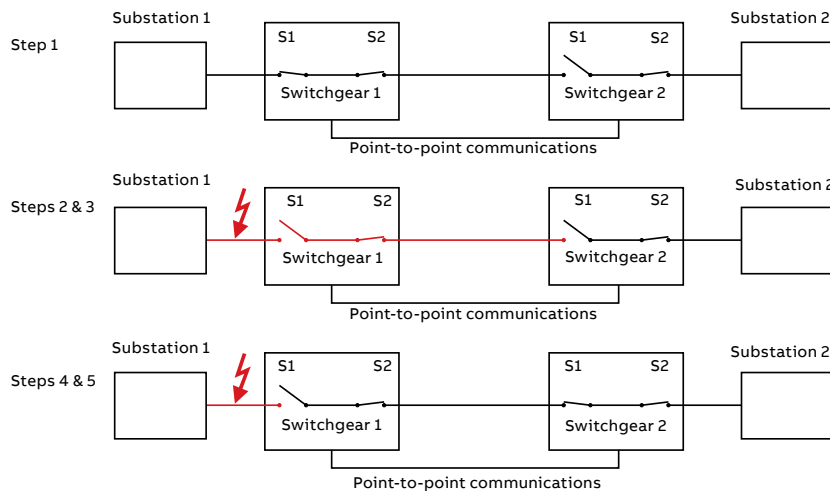 Substation 1
Substation 2
Step 1
S1 S2
S1 S2
Switchgear 1
Switchgear 2
Point-to-point communications
Substation 1
Substation 2
Steps 2 & 3
S1 S2
S1 S2
Switchgear 1
Switchgear 2
Point-to-point communications
Substation 1
Substation 2
Steps 4 & 5
S1 S2
S1 S2
Switchgear 1
Switchgear 2
Point-to-point communications